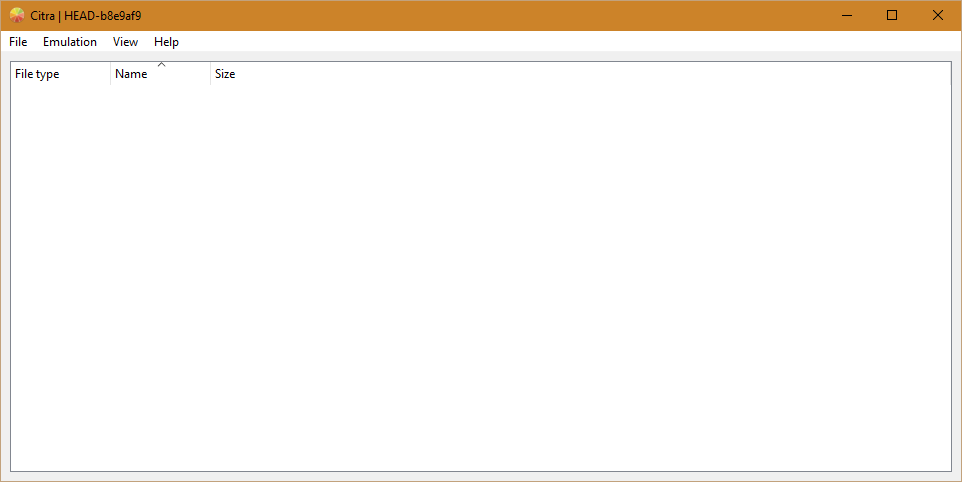 Citra | HEAD-b8e9af9
File Emulation View Help
File type Name Size